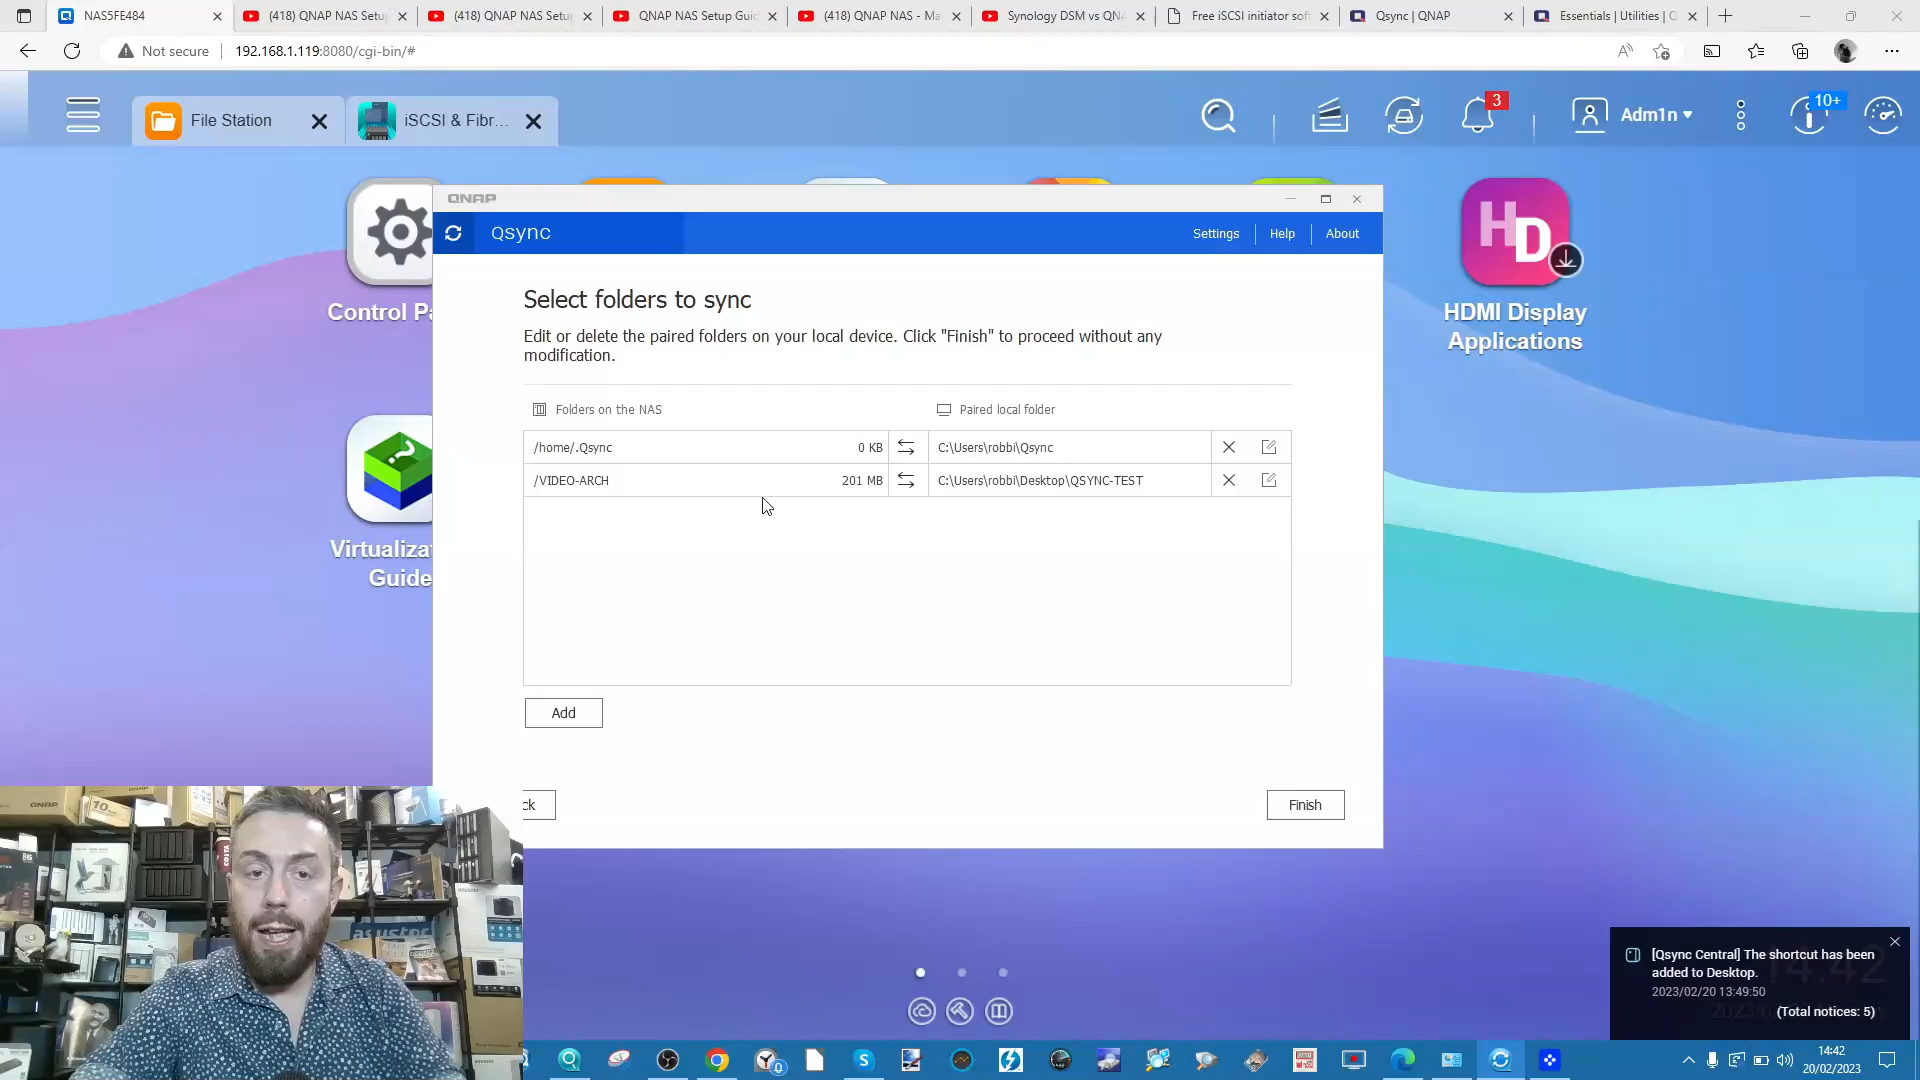 NAS5FE484
(418) QNAP NAS Setu
(418) QNAP NAS Setup
QNAP NAS Setup Guid
(418) QNAP NAS - Ma
Synology DSM vs QNA
Free iSCSI initiator soft
Qsync | QNAP
Essentials | Utilities | Q
Not secure
192.168.1.119:8080/cgi-bin/#
File Station
iSCSI & Fibr...
3
Adm1n
10+
Control Pa
HD
HDMI Display
Applications
Virtualizat
Guide
QNAP
Qsync
Settings
Help
About
Select folders to sync
Edit or delete the paired folders on your local device. Click "Finish" to proceed without any
modification.
Folders on the NAS
Paired local folder
/home/.Qsync
0 KB
C:\Users\robbi\Qsync
/VIDEO-ARCH
201 MB
C:\Users\robbi\Desktop\QSYNC-TEST
Add
ck
Finish
[Qsync Central] The shortcut has been
added to Desktop.
2023/02/20 13:49:50
(Total notices: 5)
14:42
20/02/2023